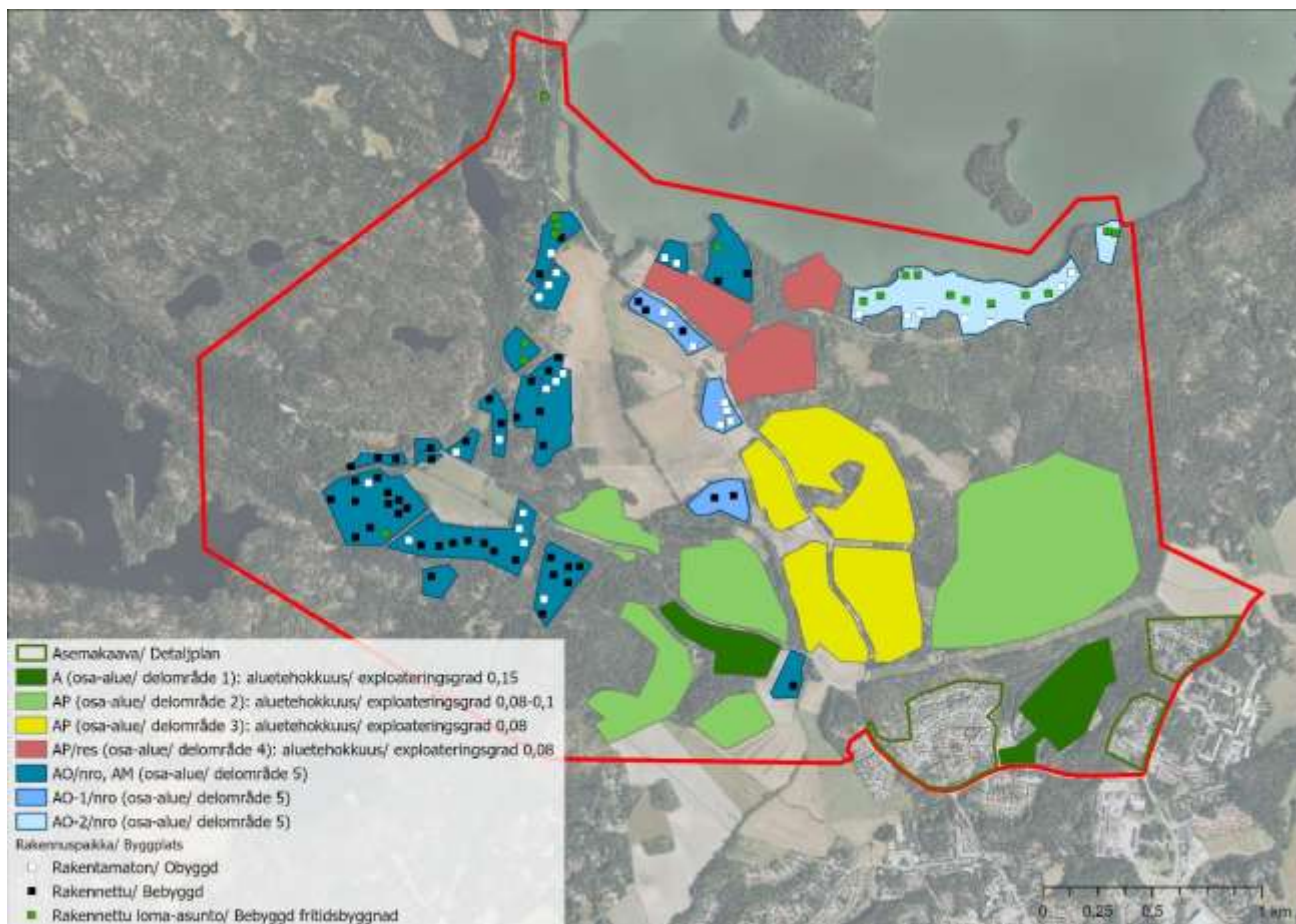 Asemakaava/ Detaljplan
A (osa-alue/ delområde 1): aluetehokkuus/ exploateringsgrad 0,15
AP (osa-alue/ delområde 2): aluetehokkuus/ exploateringsgrad 0,08-0,1
AP (osa-alue/ delområde 3): aluetehokkuus/ exploateringsgrad 0,08
AP/res (osa-alue/ delområde 4): aluetehokkuus/ exploateringsgrad 0,08
AO/nro, AM (osa-alue/ delområde 5)
AO-1/nro (osa-alue/ delområde 5)
AO-2/nro (osa-alue/ delområde 5)
Rakennuspaikka/ Byggplats
Rakentamaton/ Obyggd
Rakennettu/ Bebyggd
Rakennettu loma-asunto/ Bebyggd fritidsbyggnad
0 0,25 0,5 1 km